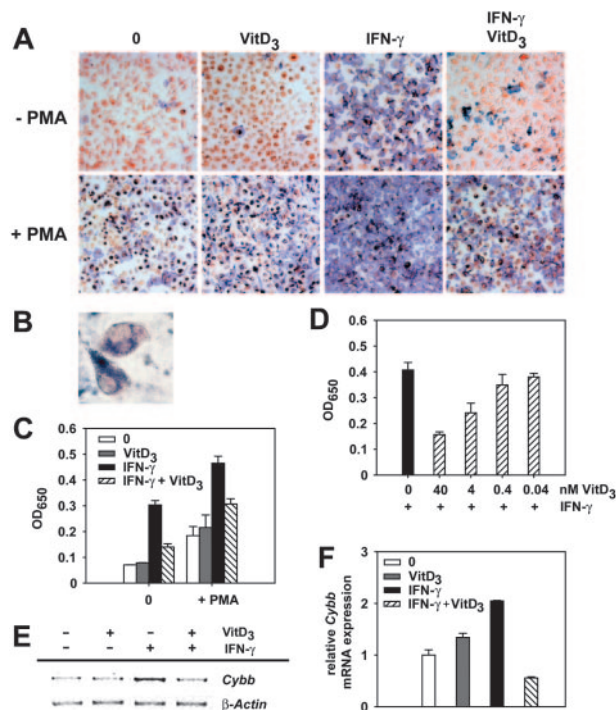 A
0 VitD3 IFN-γ IFN-γ
VitD3
- PMA
+ PMA
B
C
OD650
0.6
0.5
0.4
0.3
0.2
0.1
0
0
VitD3
IFN-γ
IFN-γ + VitD3
0 + PMA
D
OD650
0.6
0.5
0.4
0.3
0.2
0.1
0.0
0 40 4 0.4 0.04 nM VitD3
+ + + + + IFN-γ
E
- + - + VitD3
- - + + IFN-γ
Cybb
β-Actin
F
relative Cybb
mRNA expression
3
2
1
0
0
VitD3
IFN-γ
IFN-γ+VitD3